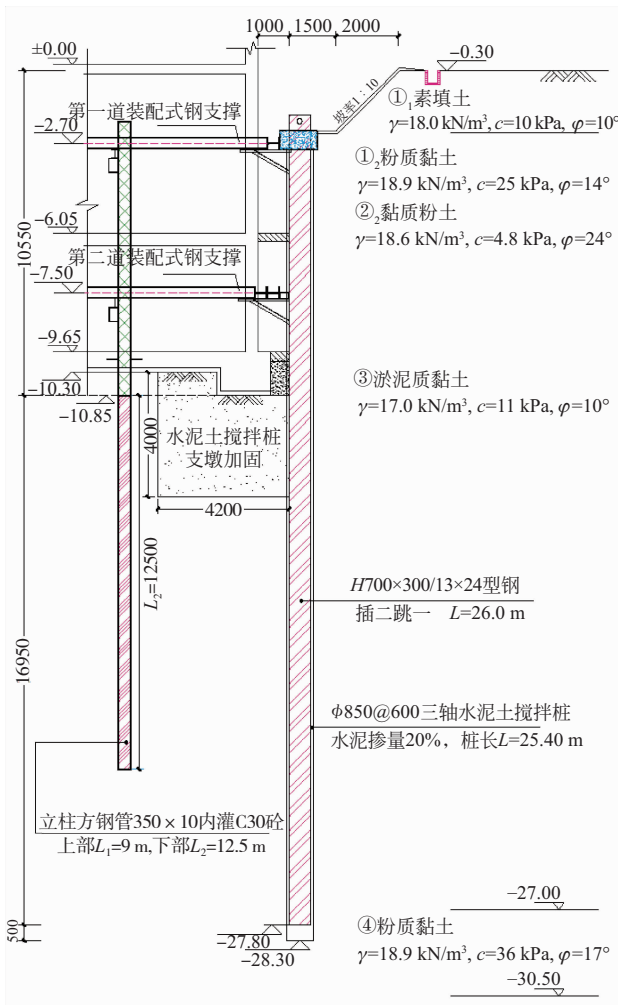 1000 1500 2000
±0.00
-0.30
坡率1:10
①₁素填土
γ=18.0 kN/m³, c=10 kPa, φ=10°
第一道装配式钢支撑
-2.70
①₂粉质黏土
γ=18.9 kN/m³, c=25 kPa, φ=14°
②₂黏质粉土
γ=18.6 kN/m³, c=4.8 kPa, φ=24°
-6.05
10550
第二道装配式钢支撑
-7.50
-9.65
-10.30
-10.85
③淤泥质黏土
γ=17.0 kN/m³, c=11 kPa, φ=10°
4000
水泥土搅拌桩
支墩加固
4200
L₂=12500
H700×300/13×24型钢
插二跳一 L=26.0 m
16950
φ850@600三轴水泥土搅拌桩
水泥掺量20%，桩长L=25.40 m
立柱方钢管350×10内灌C30砼
上部L₁=9 m,下部L₂=12.5 m
-27.00
④粉质黏土
γ=18.9 kN/m³, c=36 kPa, φ=17°
500
-27.80
-28.30
-30.50